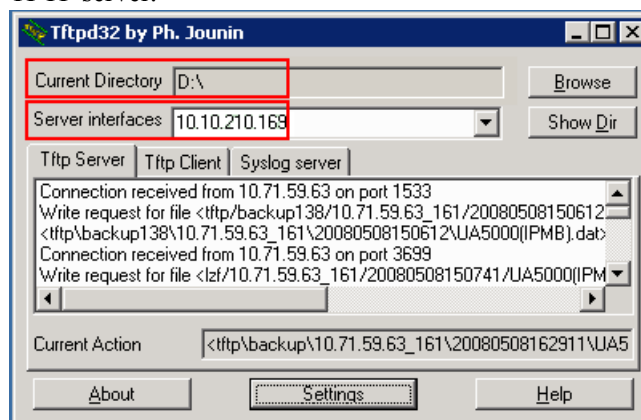 Tftpd32 by Ph. Jounin
Current Directory D:\ Browse
Server interfaces 10.10.210.169 Show Dir
Tftp Server Tftp Client Syslog server
Connection received from 10.71.59.63 on port 1533
Write request for file <tftp/backup138/10.71.59.63_161/20080508150612
<tftp\backup138\10.71.59.63_161\20080508150612\UA5000(IPMB).dat>
Connection received from 10.71.59.63 on port 3699
Write request for file <lzf/10.71.59.63_161/20080508150741/UA5000(IPM
Current Action <tftp\backup\10.71.59.63_161\20080508162911\UA5
About Settings Help